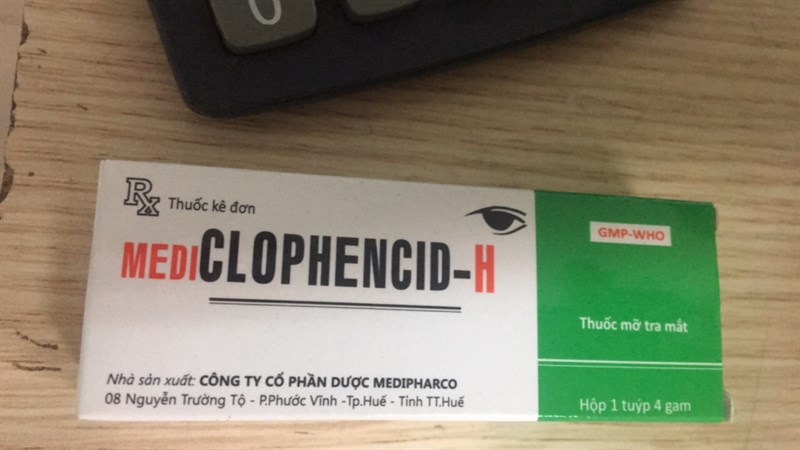 0
Rx Thuốc kê đơn
MEDICLOPHENCID-H
Nhà sản xuất: CÔNG TY CỔ PHẦN DƯỢC MEDIPHARCO
08 Nguyễn Trường Tộ - P.Phước Vĩnh -Tp.Huế - Tỉnh TT.Huế
GMP-WHO
Thuốc mỡ tra mắt
Hộp 1 tuýp 4 gam